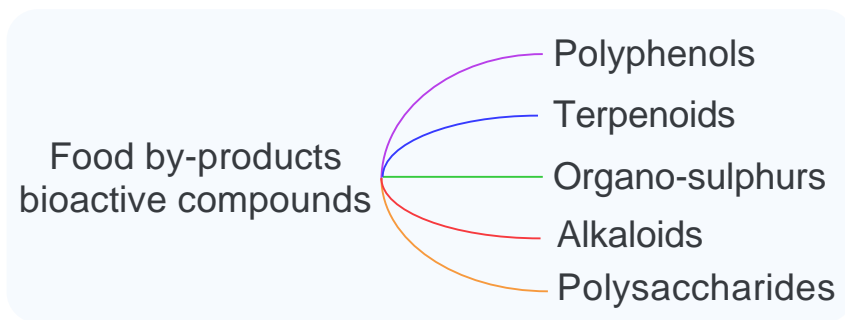 Food by-products
bioactive compounds
Polyphenols
Terpenoids
Organo-sulphurs
Alkaloids
Polysaccharides